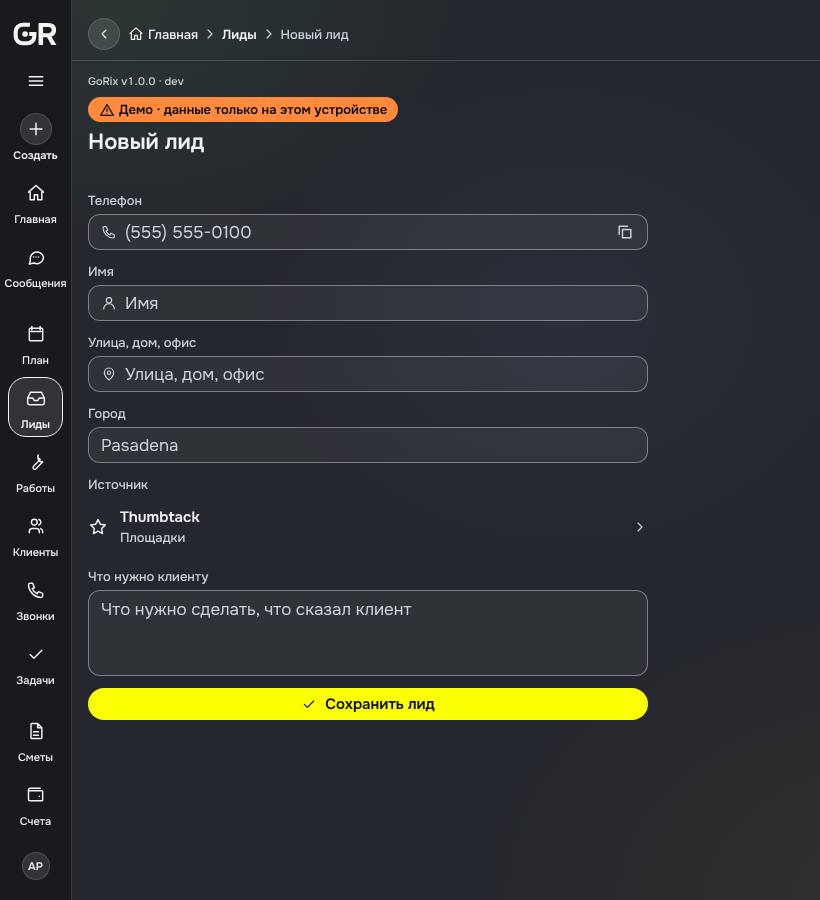 GR
Главная
Лиды
Новый лид
GoRix v1.0.0 · dev
Демо · данные только на этом устройстве
Новый лид
Создать
Главная
Сообщения
План
Лиды
Работы
Клиенты
Звонки
Задачи
Сметы
Счета
AP
Телефон
(555) 555-0100
Имя
Имя
Улица, дом, офис
Улица, дом, офис
Город
Pasadena
Источник
Thumbtack
Площадки
Что нужно клиенту
Что нужно сделать, что сказал клиент
Сохранить лид